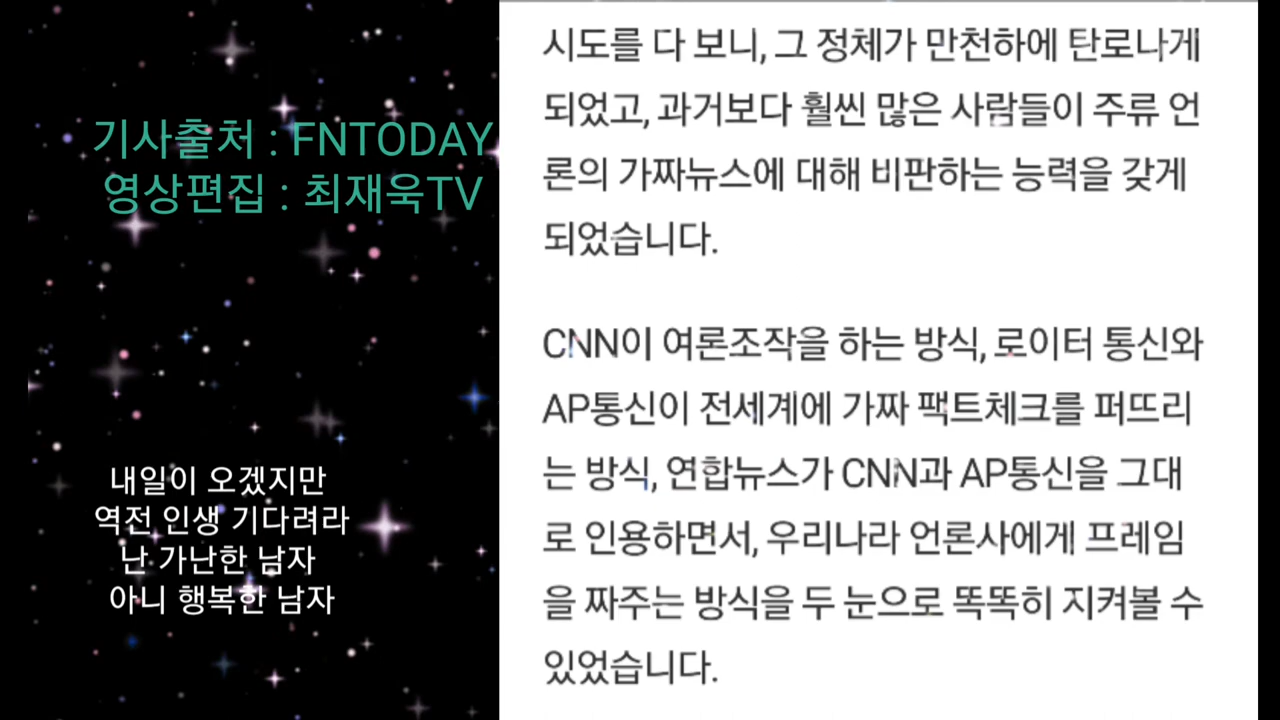 기사출처 : FNTODAY
영상편집 : 최재욱TV
내일이 오겠지만
역전 인생 기다려라
난 가난한 남자
아니 행복한 남자
시도를 다 보니, 그 정체가 만천하에 탄로나게
되었고, 과거보다 훨씬 많은 사람들이 주류 언
론의 가짜뉴스에 대해 비판하는 능력을 갖게
되었습니다.
CNN이 여론조작을 하는 방식, 로이터 통신와
AP통신이 전세계에 가짜 팩트체크를 퍼뜨리
는 방식, 연합뉴스가 CNN과 AP통신을 그대
로 인용하면서, 우리나라 언론사에게 프레임
을 짜주는 방식을 두 눈으로 똑똑히 지켜볼 수
있었습니다.